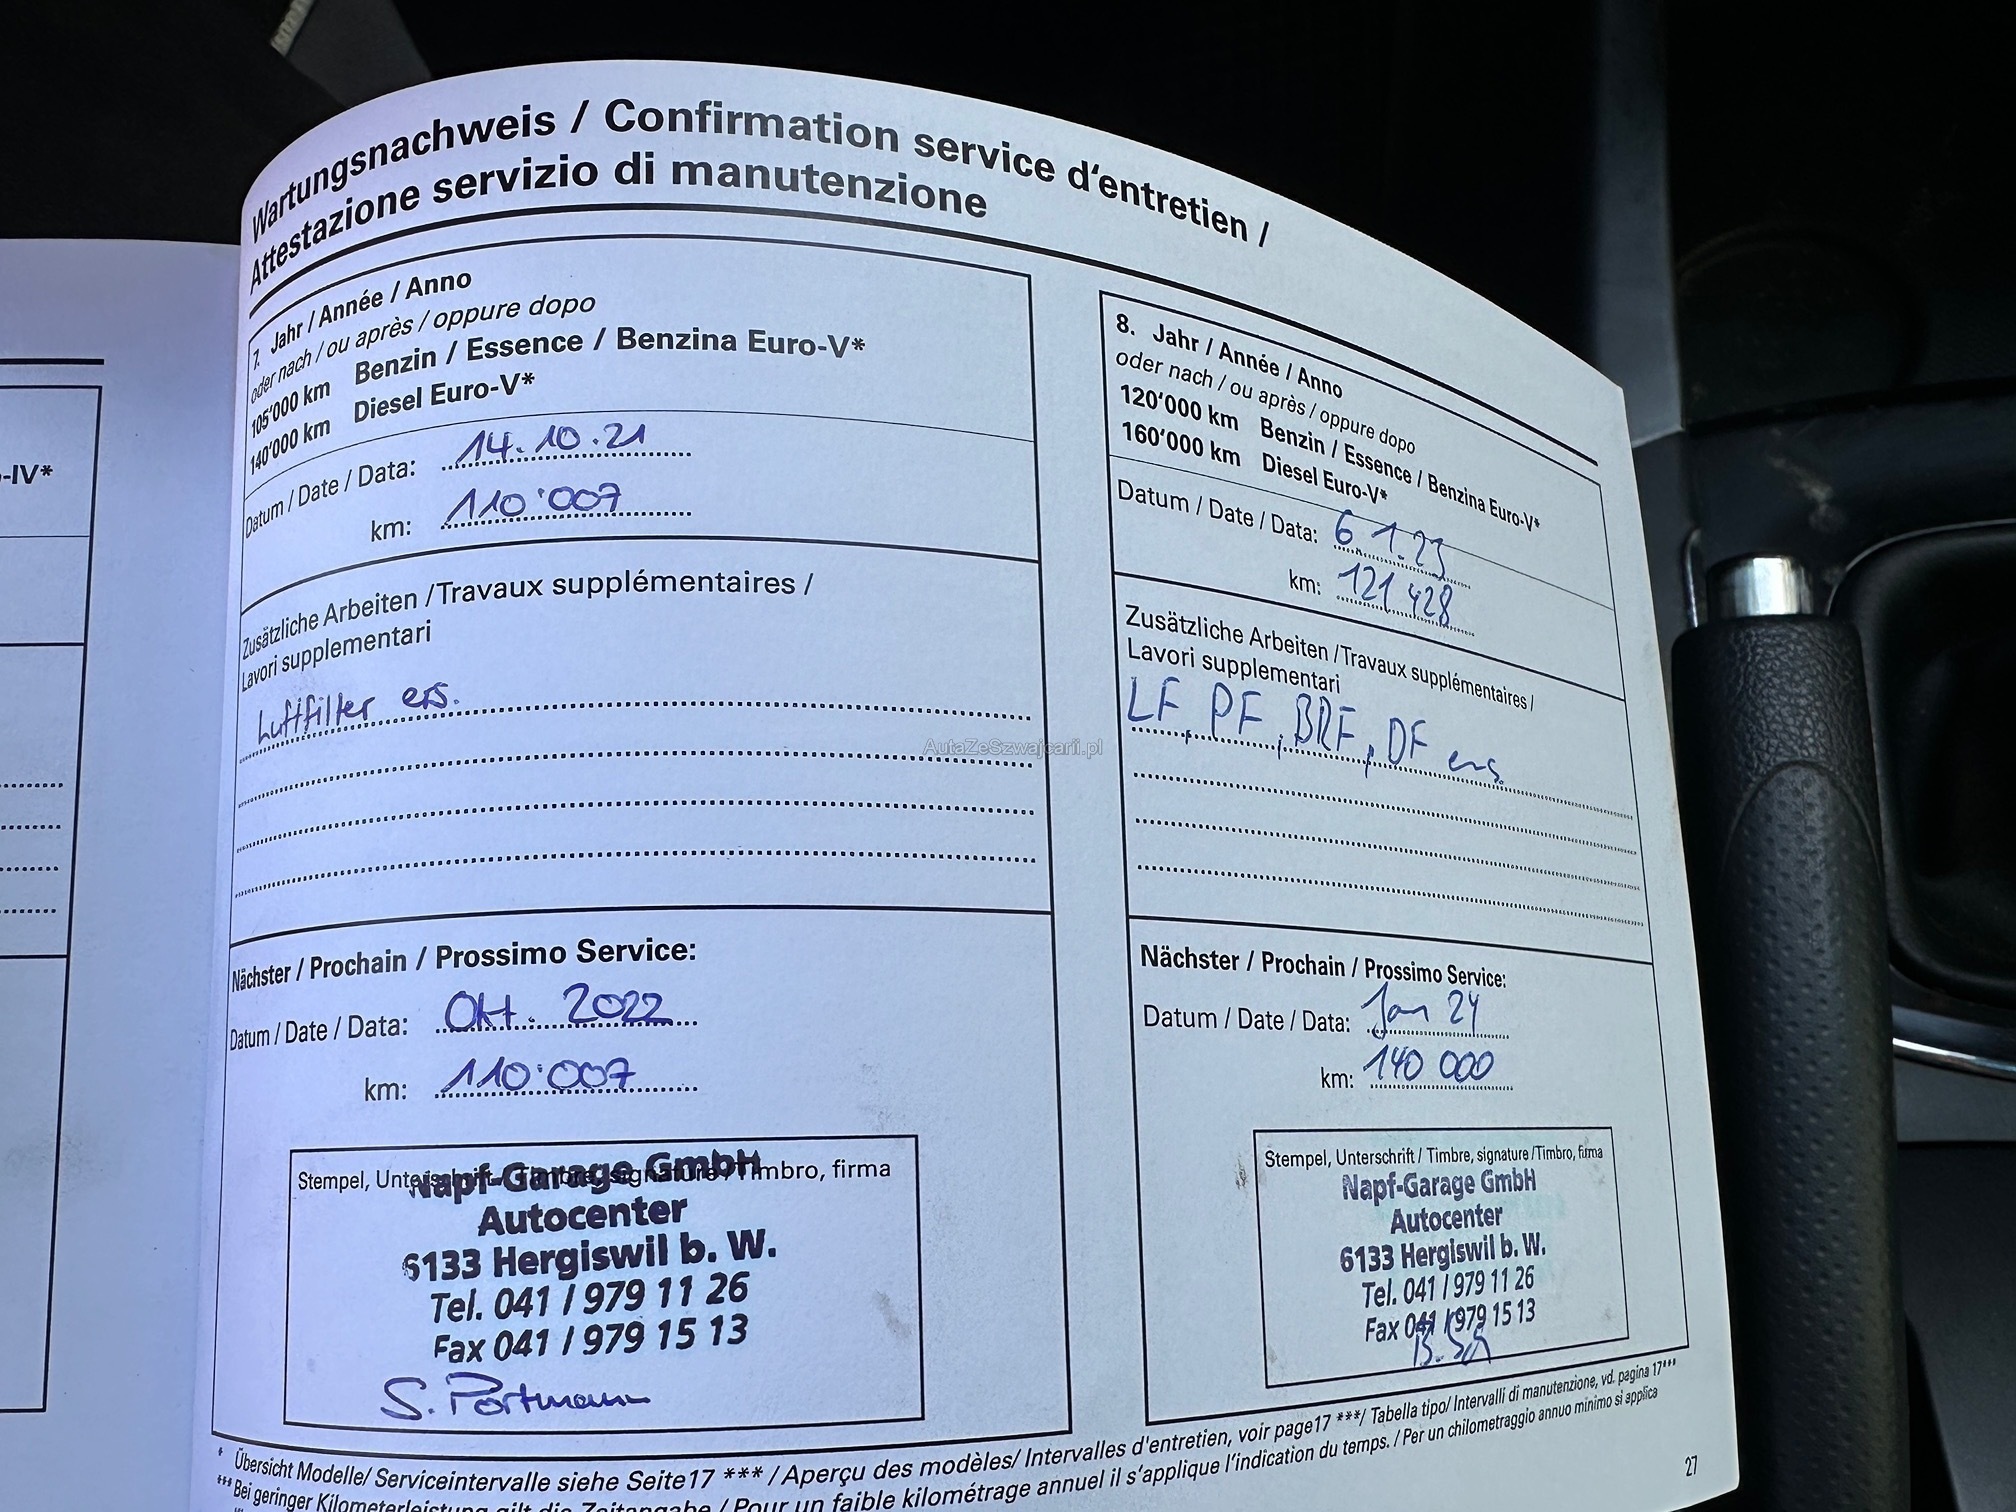 Wartungsnachweis / Confirmation service d'entretien /
Attestazione servizio di manutenzione
7. Jahr / Année / Anno
oder nach / ou après / oppure dopo
105'000 km Benzin / Essence / Benzina Euro-V*
140'000 km Diesel Euro-V*
Datum / Date / Data: 14.10.21
km: 110'007
Zusätzliche Arbeiten / Travaux supplémentaires /
Lavori supplementari
Luftfilter ers.
Nächster / Prochain / Prossimo Service:
Datum / Date / Data: Okt. 2022
km: 110'007
Stempel, Unterschrift / Timbre, signature / Timbro, firma
Napf-Garage GmbH
Autocenter
6133 Hergiswil b. W.
Tel. 041 / 979 11 26
Fax 041 / 979 15 13
S. Portmann
8. Jahr / Année / Anno
oder nach / ou après / oppure dopo
120'000 km Benzin / Essence / Benzina Euro-V*
160'000 km Diesel Euro-V*
Datum / Date / Data: 6 1.23
km: 121 428
Zusätzliche Arbeiten / Travaux supplémentaires /
Lavori supplementari
LF, PF, BRF, DF ers.
Nächster / Prochain / Prossimo Service:
Datum / Date / Data: Jan 24
km: 140 000
Stempel, Unterschrift / Timbre, signature / Timbro, firma
Napf-Garage GmbH
Autocenter
6133 Hergiswil b. W.
Tel. 041 / 979 11 26
Fax 041 / 979 15 13
* Übersicht Modelle/ Serviceintervalle siehe Seite17 *** / Aperçu des modèles/ Intervalles d'entretien, voir page17 ***/ Tabella tipo/ Intervalli di manutenzione, vd. pagina 17***
*** Bei geringer Kilometerleistung gilt die Zeitangabe / Pour un faible kilométrage annuel il s'applique l'indication du temps. / Per un chilometraggio annuo minimo si applica
27
-IV*
AutaZeSzwajcarii.pl